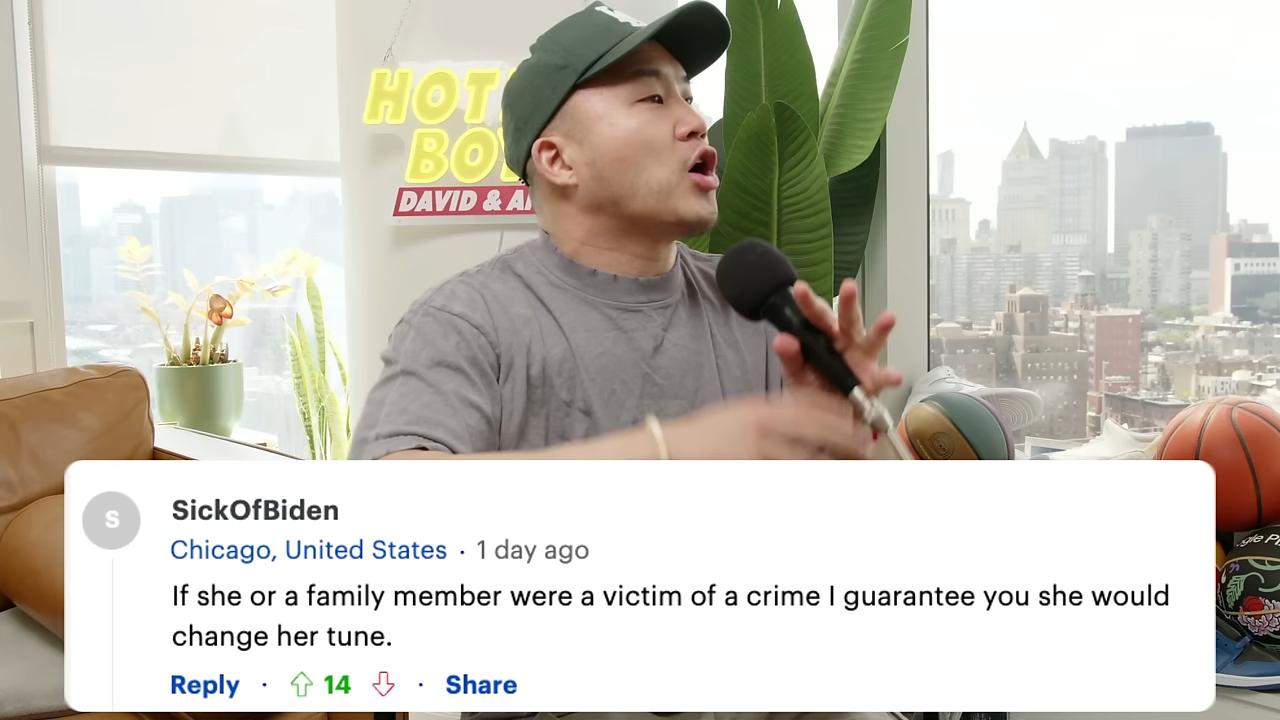 HOT
BOY
DAVID & A
S
SickOfBiden
Chicago, United States · 1 day ago
If she or a family member were a victim of a crime I guarantee you she would
change her tune.
Reply · 14 · Share